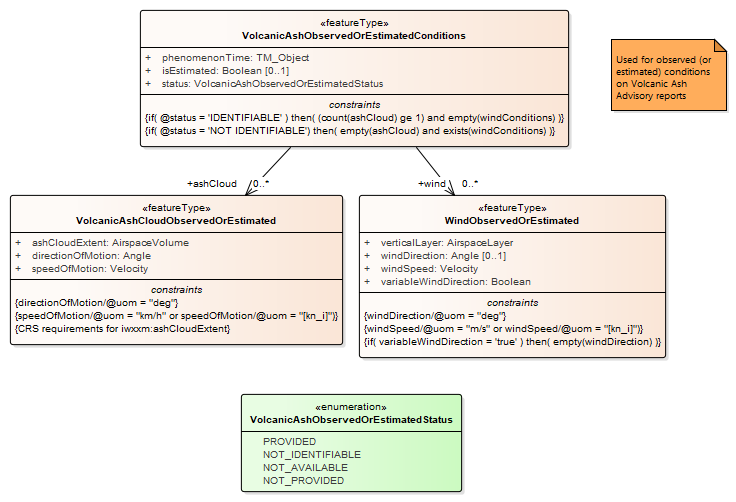 «featureType»
VolcanicAshObservedOrEstimatedConditions
+ phenomenonTime: TM_Object
+ isEstimated: Boolean [0..1]
+ status: VolcanicAshObservedOrEstimatedStatus
constraints
{if( @status = 'IDENTIFIABLE' ) then( (count(ashCloud) ge 1) and empty(windConditions) )}
{if( @status = 'NOT IDENTIFIABLE') then( empty(ashCloud) and exists(windConditions) )}
Used for observed (or
estimated) conditions
on Volcanic Ash
Advisory reports
+ashCloud 0..*
+wind 0..*
«featureType»
VolcanicAshCloudObservedOrEstimated
+ ashCloudExtent: AirspaceVolume
+ directionOfMotion: Angle
+ speedOfMotion: Velocity
constraints
{directionOfMotion/@uom = "deg"}
{speedOfMotion/@uom = "km/h" or speedOfMotion/@uom = "[kn_i]")}
{CRS requirements for iwxxm:ashCloudExtent}
«featureType»
WindObservedOrEstimated
+ verticalLayer: AirspaceLayer
+ windDirection: Angle [0..1]
+ windSpeed: Velocity
+ variableWindDirection: Boolean
constraints
{windDirection/@uom = "deg"}
{windSpeed/@uom = "m/s" or windSpeed/@uom = "[kn_i]")}
{if( variableWindDirection = 'true' ) then( empty(windDirection) )}
«enumeration»
VolcanicAshObservedOrEstimatedStatus
PROVIDED
NOT_IDENTIFIABLE
NOT_AVAILABLE
NOT_PROVIDED